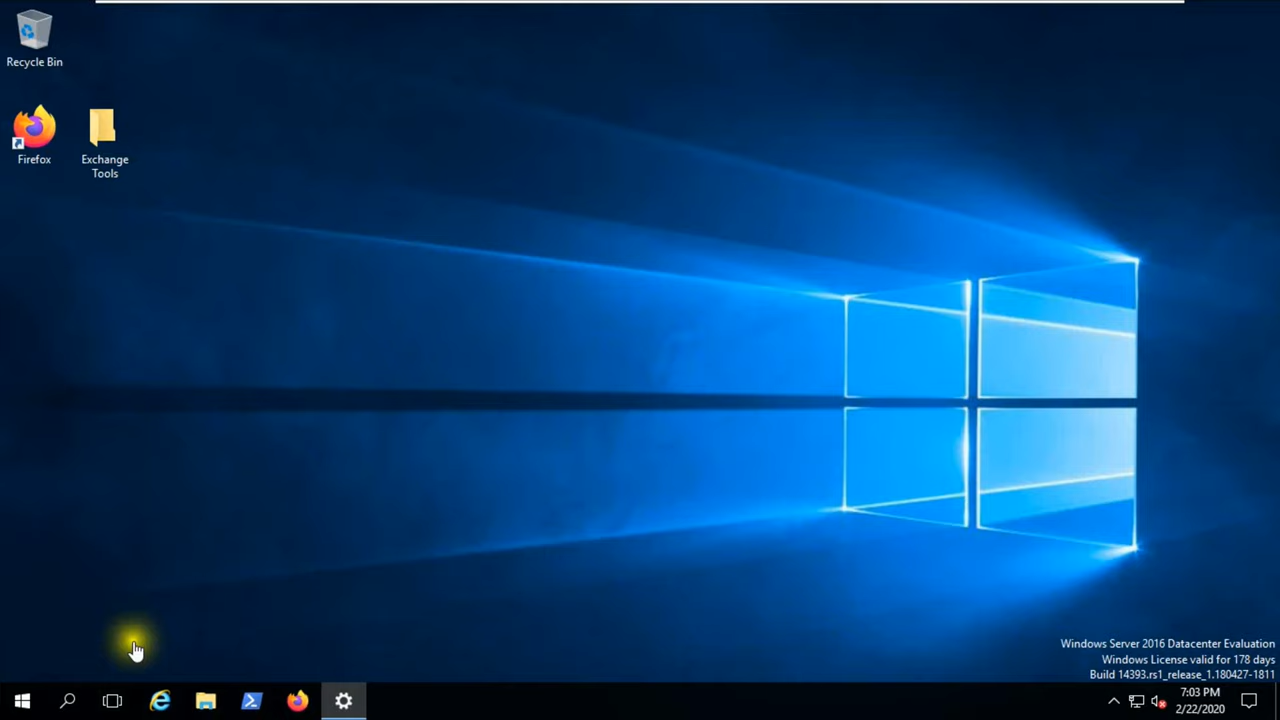 Recycle Bin
Firefox
Exchange
Tools
Windows Server 2016 Datacenter Evaluation
Windows License valid for 178 days
Build 14393.rs1_release_1.180427-1811
7:03 PM
2/22/2020